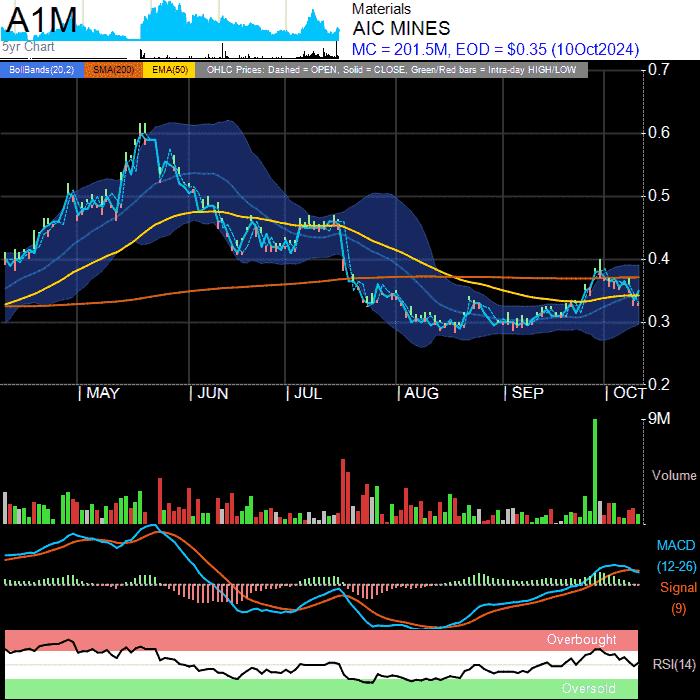 A1M
5yr Chart
Materials
AIC MINES
MC = 201.5M, EOD = $0.35 (10Oct2024)
BollBands(20,2) SMA(200) EMA(50) OHLC Prices: Dashed = OPEN, Solid = CLOSE, Green/Red bars = Intra-day HIGH/LOW
0.7
0.6
0.5
0.4
0.3
0.2
| MAY | JUN | JUL | AUG | SEP | OCT
9M
Volume
MACD
(12-26)
Signal
(9)
Overbought
RSI(14)
Oversold